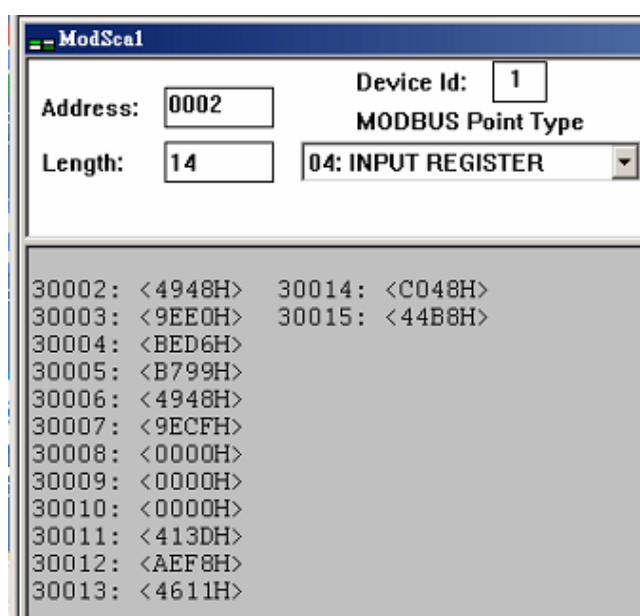 ModSca1
Device Id: 1
Address: 0002
MODBUS Point Type
Length: 14
04: INPUT REGISTER
30002: <4948H> 30014: <C048H>
30003: <9EE0H> 30015: <44B8H>
30004: <BED6H>
30005: <B799H>
30006: <4948H>
30007: <9ECFH>
30008: <0000H>
30009: <0000H>
30010: <0000H>
30011: <413DH>
30012: <AEF8H>
30013: <4611H>